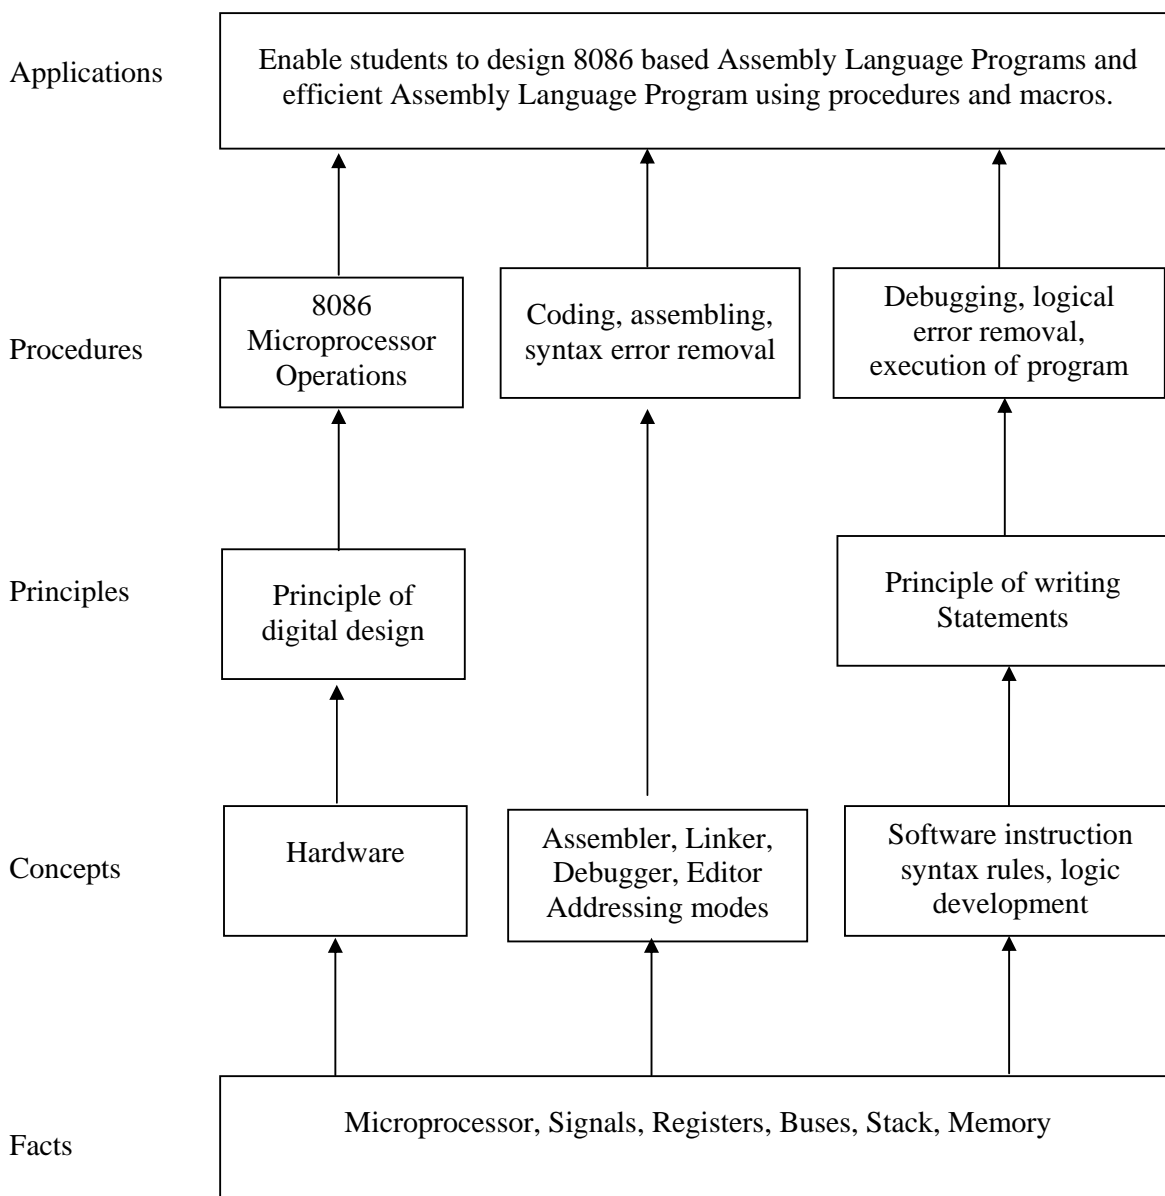 Applications
Enable students to design 8086 based Assembly Language Programs and
efficient Assembly Language Program using procedures and macros.
Procedures
8086
Microprocessor
Operations
Coding, assembling,
syntax error removal
Debugging, logical
error removal,
execution of program
Principles
Principle of
digital design
Principle of writing
Statements
Concepts
Hardware
Assembler, Linker,
Debugger, Editor
Addressing modes
Software instruction
syntax rules, logic
development
Facts
Microprocessor, Signals, Registers, Buses, Stack, Memory